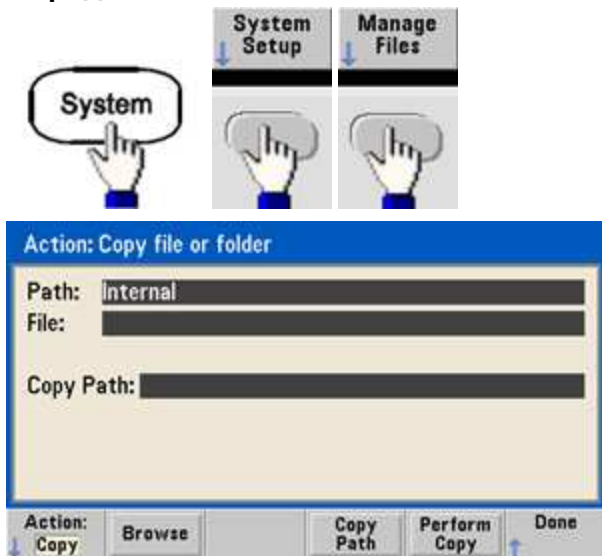 System
Setup
Manage
Files
System
Action: Copy file or folder
Path: Internal
File:
Copy Path:
Action:
Copy
Browse
Copy
Path
Perform
Copy
Done